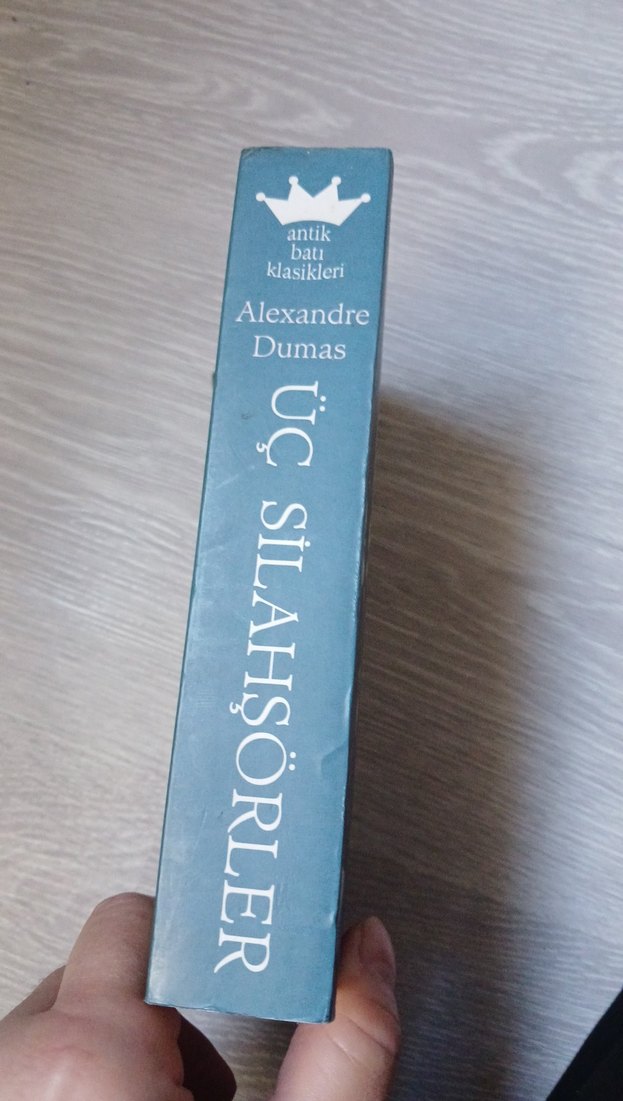 antik
batı
klasikleri
Alexandre
Dumas
ÜÇ SİLAHŞÖRLER